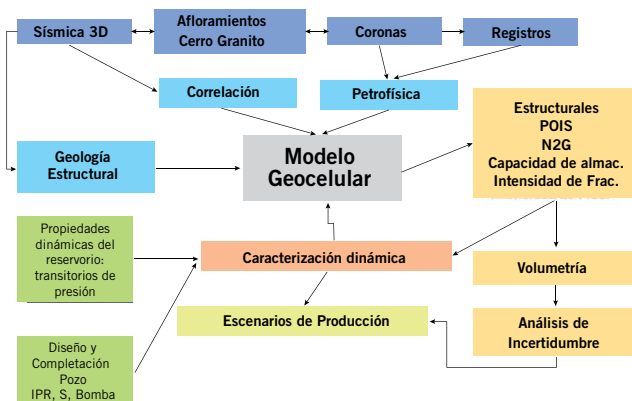 Sísmica 3D
Afloramientos
Cerro Granito
Coronas
Registros
Correlación
Petrofísica
Geología
Estructural
Modelo
Geocelular
Estructurales
POIS
N2G
Capacidad de almac.
Intensidad de Frac.
Propiedades
dinámicas del
reservorio:
transitorios de
presión
Caracterización dinámica
Volumetría
Escenarios de Producción
Análisis de
Incertidumbre
Diseño y
Completación
Pozo
IPR, S, Bomba